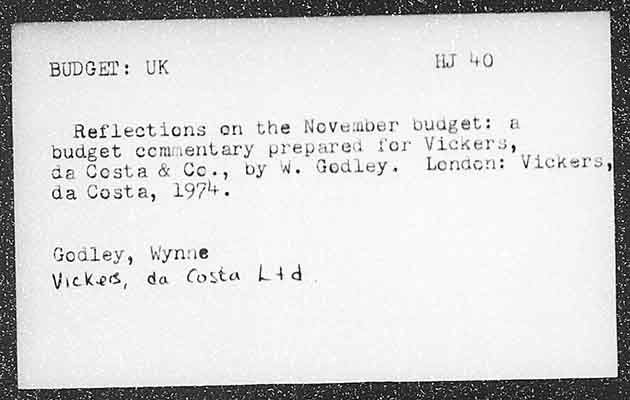 BUDGET: UK HJ 40
Reflections on the November budget: a
budget commentary prepared for Vickers,
da Costa & Co., by W. Godley. London: Vickers,
da Costa, 1974.
Godley, Wynne
Vickers, da Costa Ltd.